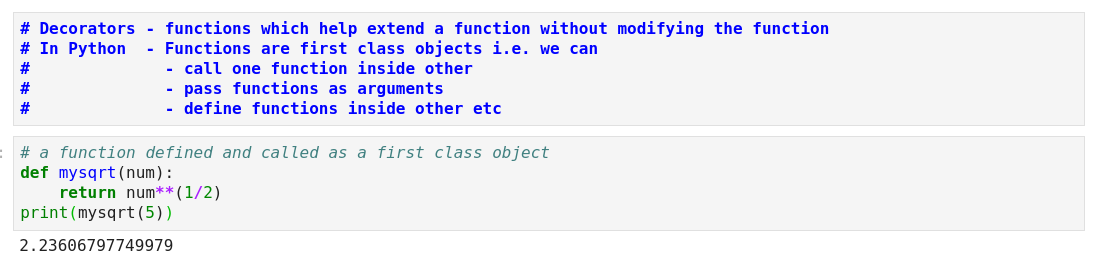 # Decorators - functions which help extend a function without modifying the function
# In Python  - Functions are first class objects i.e. we can
#              - call one function inside other
#              - pass functions as arguments
#              - define functions inside other etc
# a function defined and called as a first class object
def mysqrt(num):
    return num**(1/2)
print(mysqrt(5))
2.23606797749979